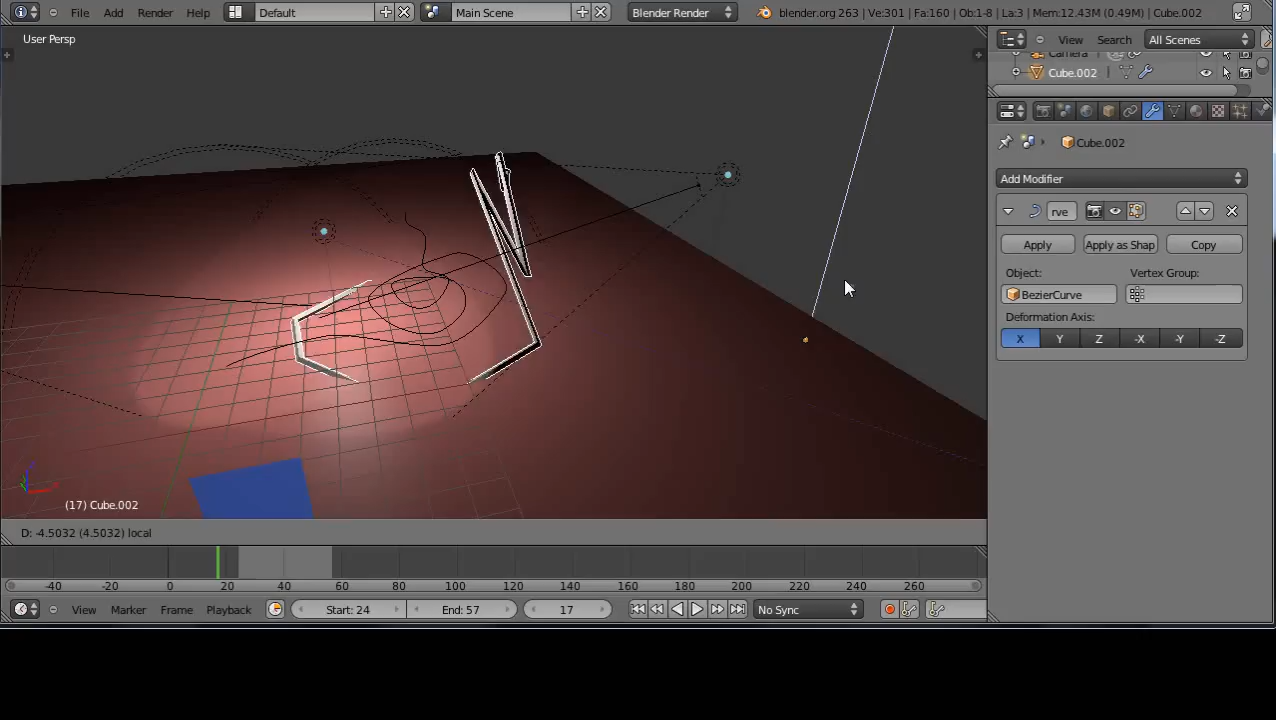 File Add Render Help Default Main Scene Blender Render blender.org 263 | Ve:301 | Fa:160 | Ob:1-8 | La:3 | Mem:12.43M (0.49M) | Cube.002
User Persp
View Search All Scenes
Camera
Cube.002
Cube.002
Add Modifier
rve
Apply Apply as Shap Copy
Object: Vertex Group:
BezierCurve
Deformation Axis:
X Y Z -X -Y -Z
(17) Cube.002
D: -4.5032 (4.5032) local
-40 -20 0 20 40 60 80 100 120 140 160 180 200 220 240 260
View Marker Frame Playback Start: 24 End: 57 17 No Sync